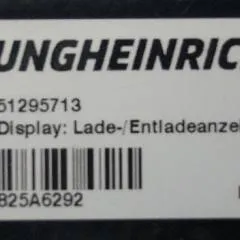 UNGHEINRIC
51295713
Display: Lade-/Entladeanzei
825A6292